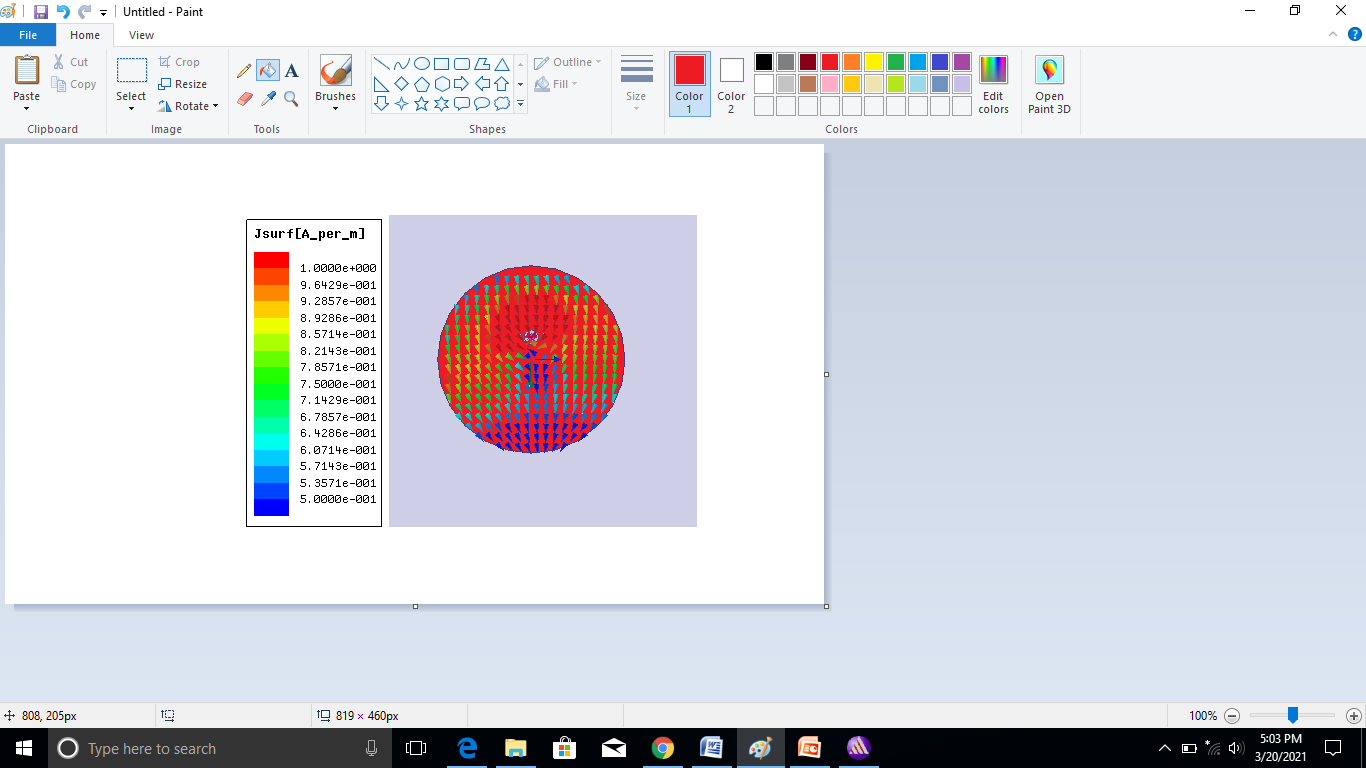 Untitled - Paint
File
Home
View
Paste
Cut
Copy
Clipboard
Select
Crop
Resize
Rotate
Image
A
Tools
Brushes
Outline
Fill
Shapes
Size
Color
1
Color
2
Edit
colors
Colors
Open
Paint 3D
Jsurf[A_per_m]
1.0000e+000
9.6429e-001
9.2857e-001
8.9286e-001
8.5714e-001
8.2143e-001
7.8571e-001
7.5000e-001
7.1429e-001
6.7857e-001
6.4286e-001
6.0714e-001
5.7143e-001
5.3571e-001
5.0000e-001
808, 205px
819 × 460px
100%
Type here to search
5:03 PM
3/20/2021